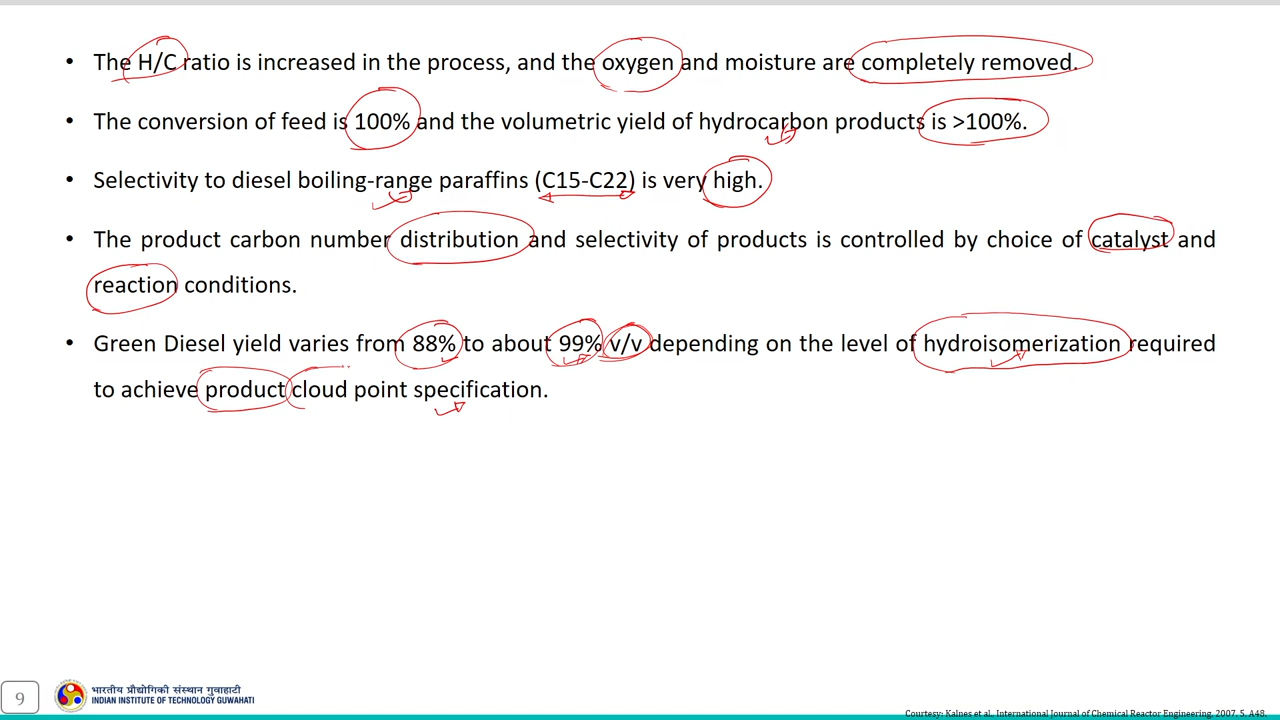 • The H/C ratio is increased in the process, and the oxygen and moisture are completely removed.
• The conversion of feed is 100% and the volumetric yield of hydrocarbon products is >100%.
• Selectivity to diesel boiling-range paraffins (C15-C22) is very high.
• The product carbon number distribution and selectivity of products is controlled by choice of catalyst and
reaction conditions.
• Green Diesel yield varies from 88% to about 99% v/v depending on the level of hydroisomerization required
to achieve product cloud point specification.
9
भारतीय प्रौद्योगिकी संस्थान गुवाहाटी
INDIAN INSTITUTE OF TECHNOLOGY GUWAHATI
Courtesy: Kalnes et al., International Journal of Chemical Reactor Engineering, 2007, 5, A48.